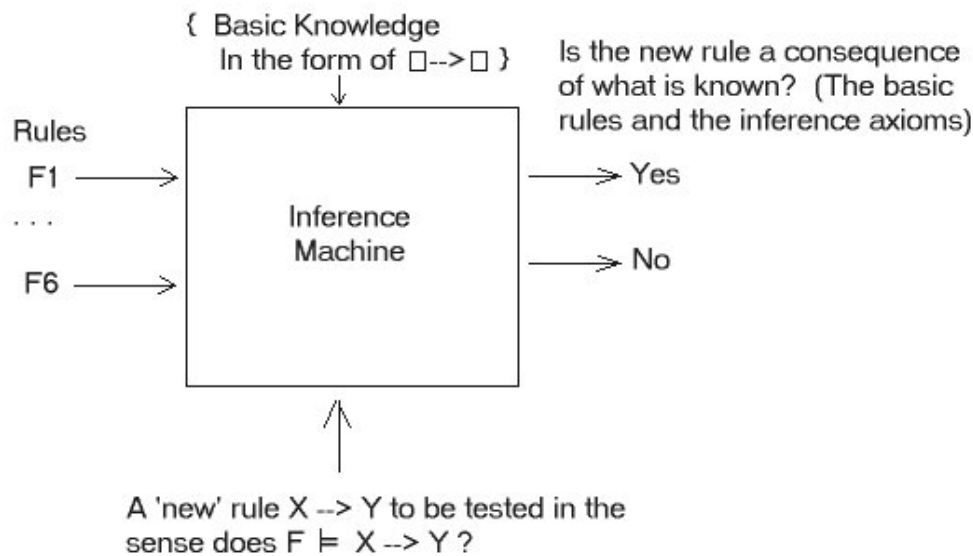 { Basic Knowledge
In the form of □-->□ }
Is the new rule a consequence
of what is known? (The basic
rules and the inference axioms)
Rules
F1
. . .
F6
Inference
Machine
Yes
No
A 'new' rule X --> Y to be tested in the
sense does F ⊨ X --> Y ?